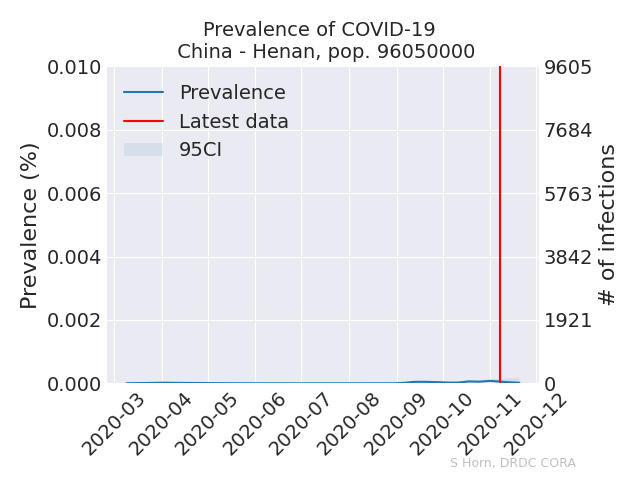 Prevalence of COVID-19
China - Henan, pop. 96050000
Prevalence
Latest data
95CI
Prevalence (%)
0.010
0.008
0.006
0.004
0.002
0.000
9605
7684
5763
3842
1921
0
# of infections
2020-03
2020-04
2020-05
2020-06
2020-07
2020-08
2020-09
2020-10
2020-11
2020-12
S Horn, DRDC CORA